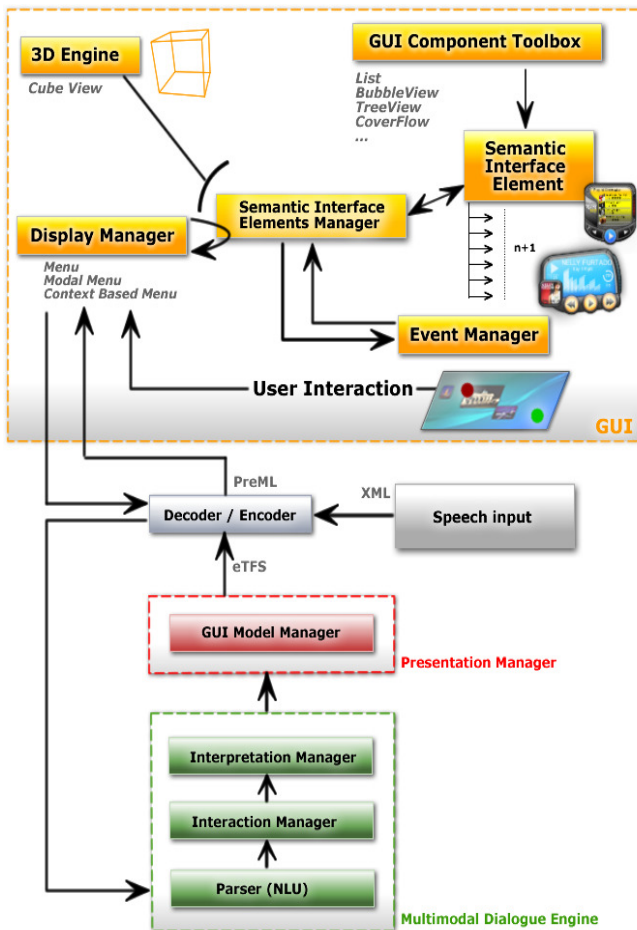 3D Engine
Cube View
GUI Component Toolbox
List
BubbleView
TreeView
CoverFlow
...
Semantic
Interface
Element
Semantic Interface
Elements Manager
Display Manager
Menu
Modal Menu
Context Based Menu
n+1
NELLY FURTADO
Event Manager
User Interaction
GUI
PreML
XML
Decoder / Encoder
Speech input
eTFS
GUI Model Manager
Presentation Manager
Interpretation Manager
Interaction Manager
Parser (NLU)
Multimodal Dialogue Engine